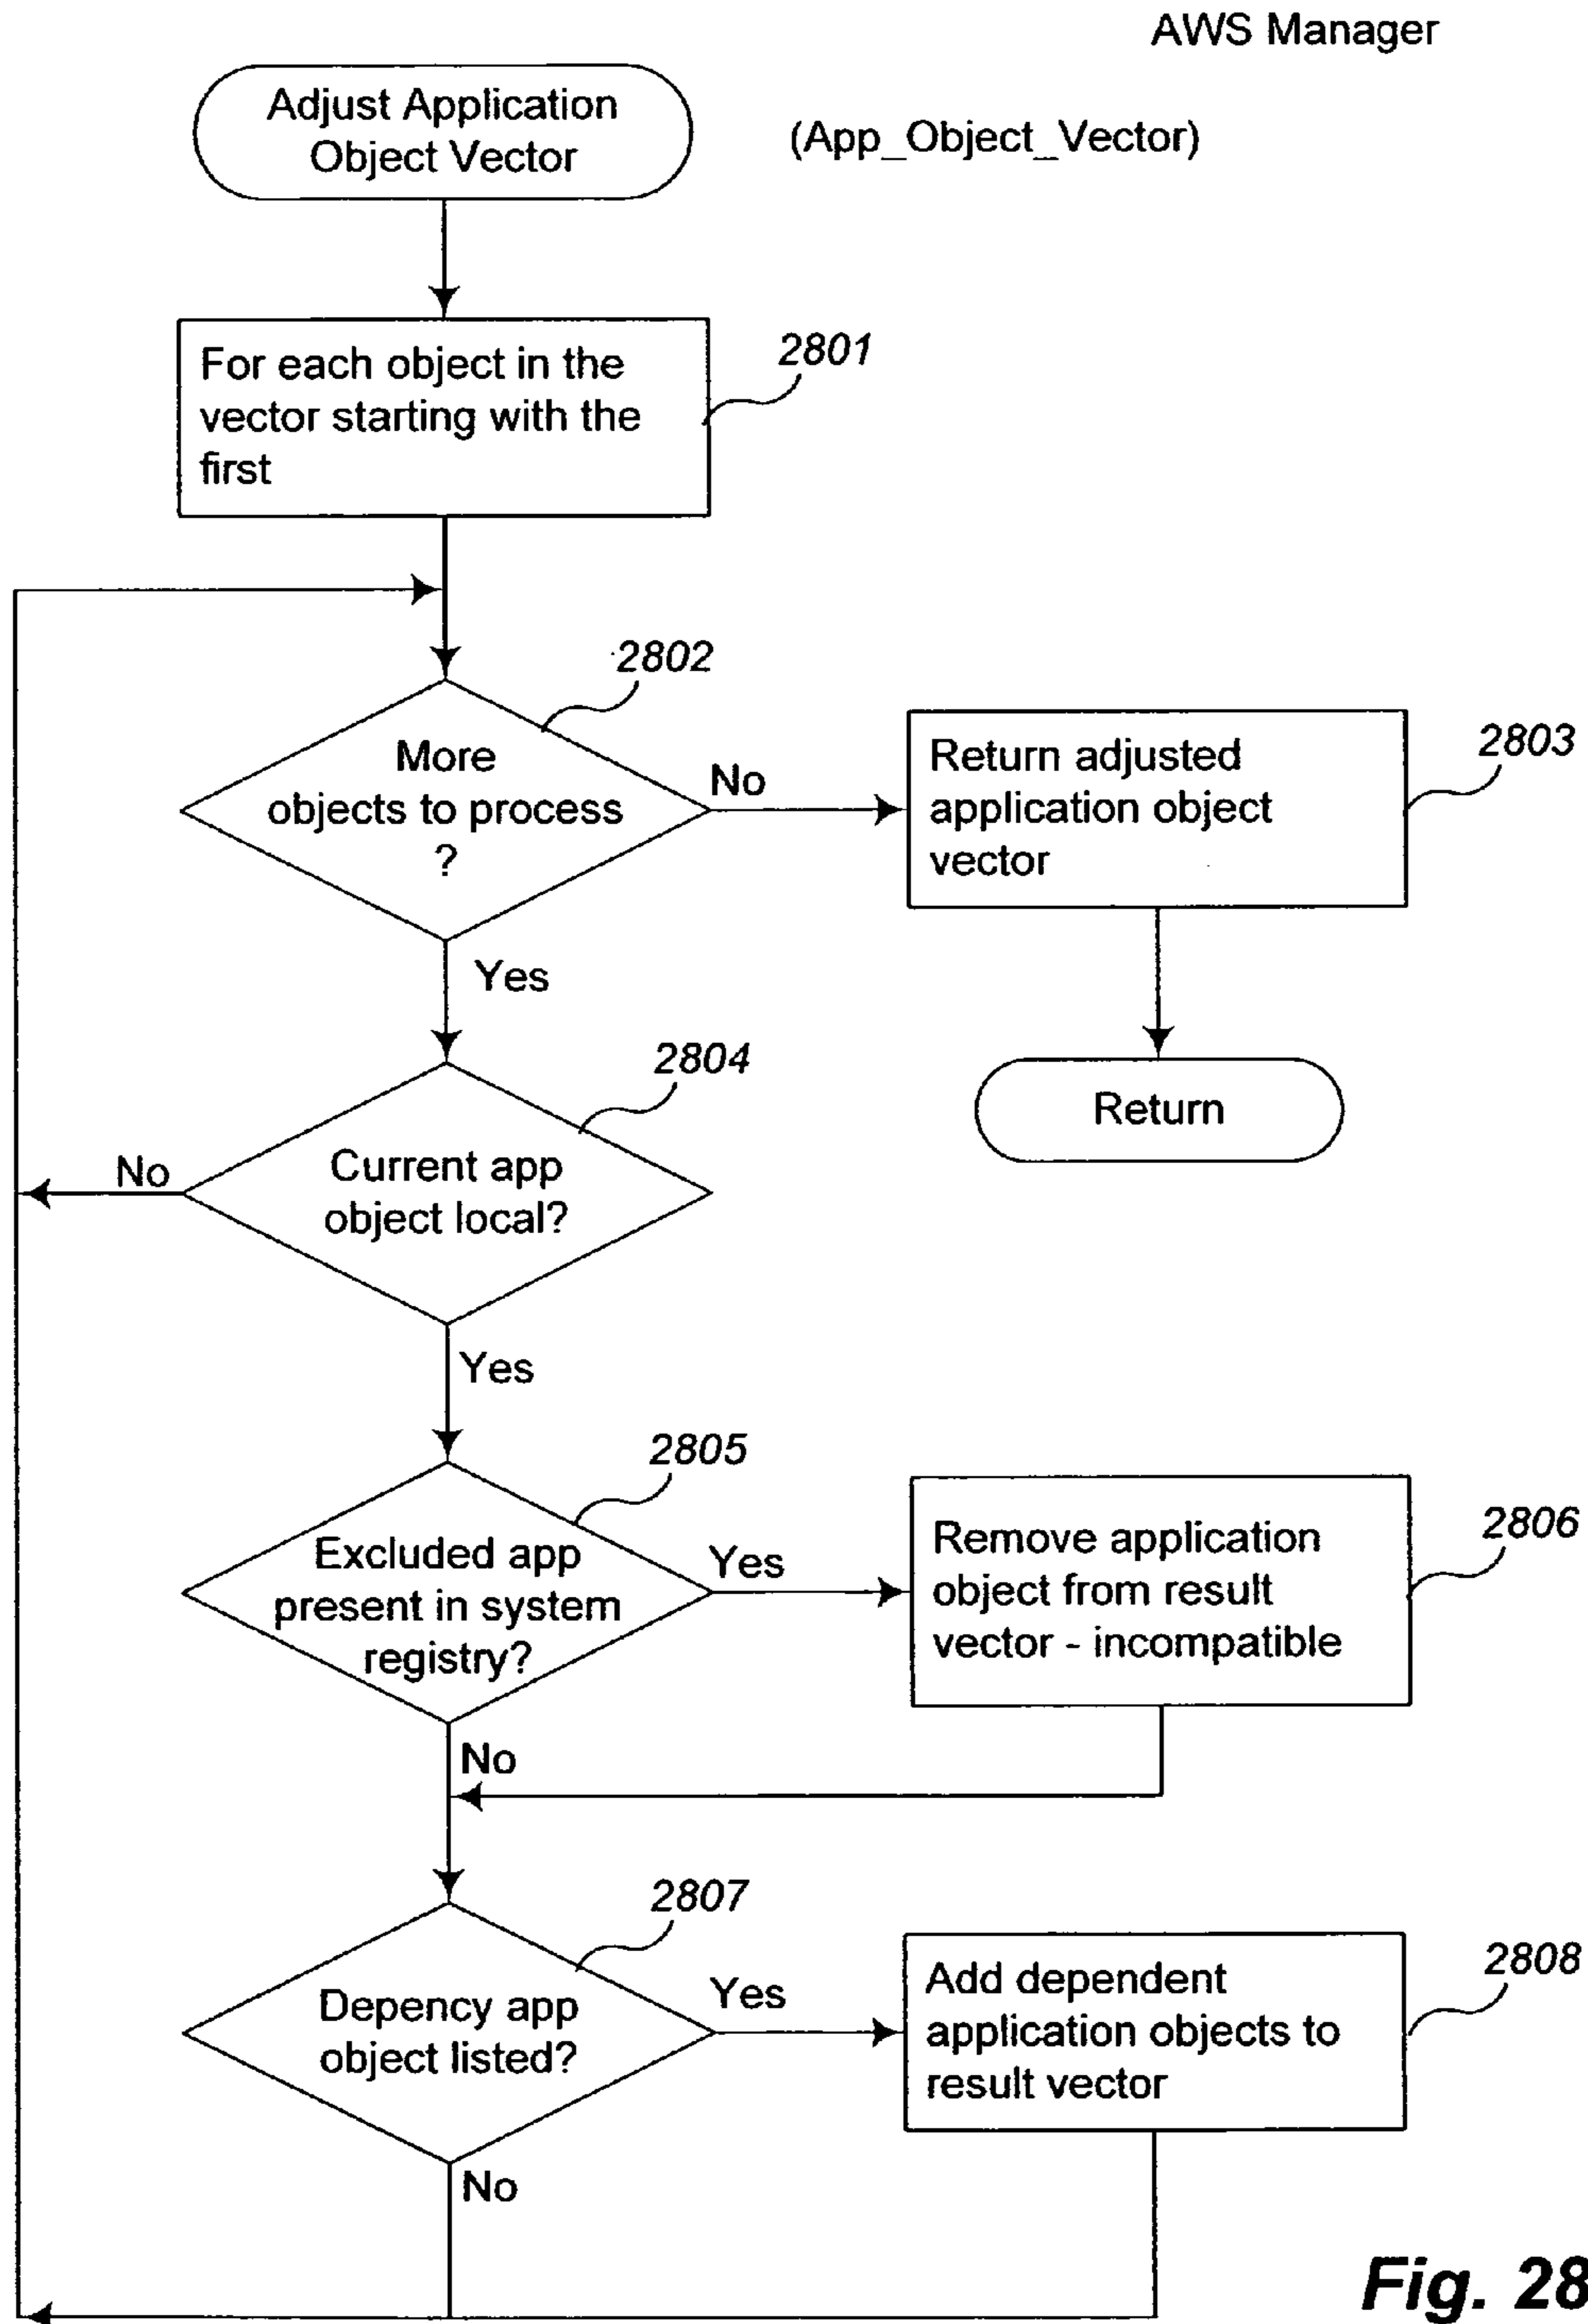 AWS Manager
Adjust Application
Object Vector
(App_Object_Vector)
For each object in the
vector starting with the
first
2801
2802
More
objects to process
?
No
Yes
Return adjusted
application object
vector
2803
Return
2804
Current app
object local?
No
Yes
2805
Excluded app
present in system
registry?
Yes
No
Remove application
object from result
vector - incompatible
2806
2807
Depency app
object listed?
Yes
No
Add dependent
application objects to
result vector
2808
Fig. 28